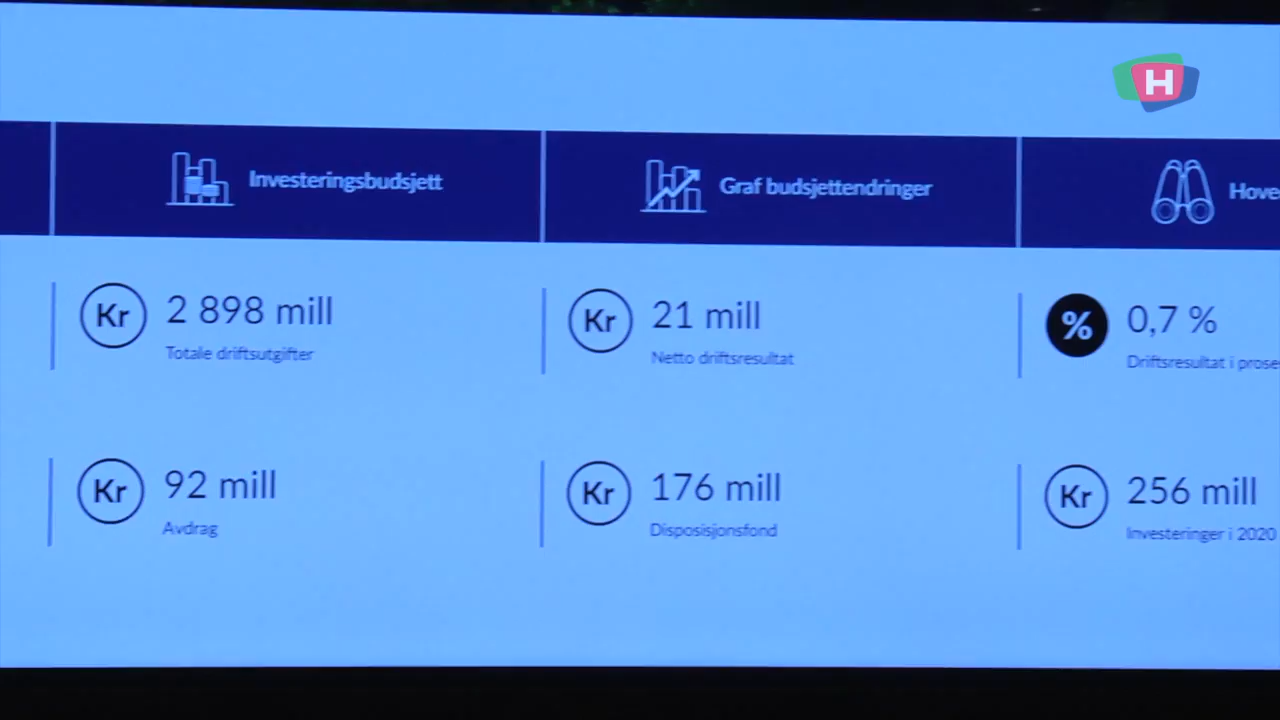 H
Investeringsbudsjett
Graf budsjettendringer
Kr 2 898 mill
Totale driftsutgifter
Kr 21 mill
Netto driftsresultat
% 0,7 %
Driftsresultat i
Kr 92 mill
Avdrag
Kr 176 mill
Disposisjonsfond
Kr 256 mill
Investeringer i 2020